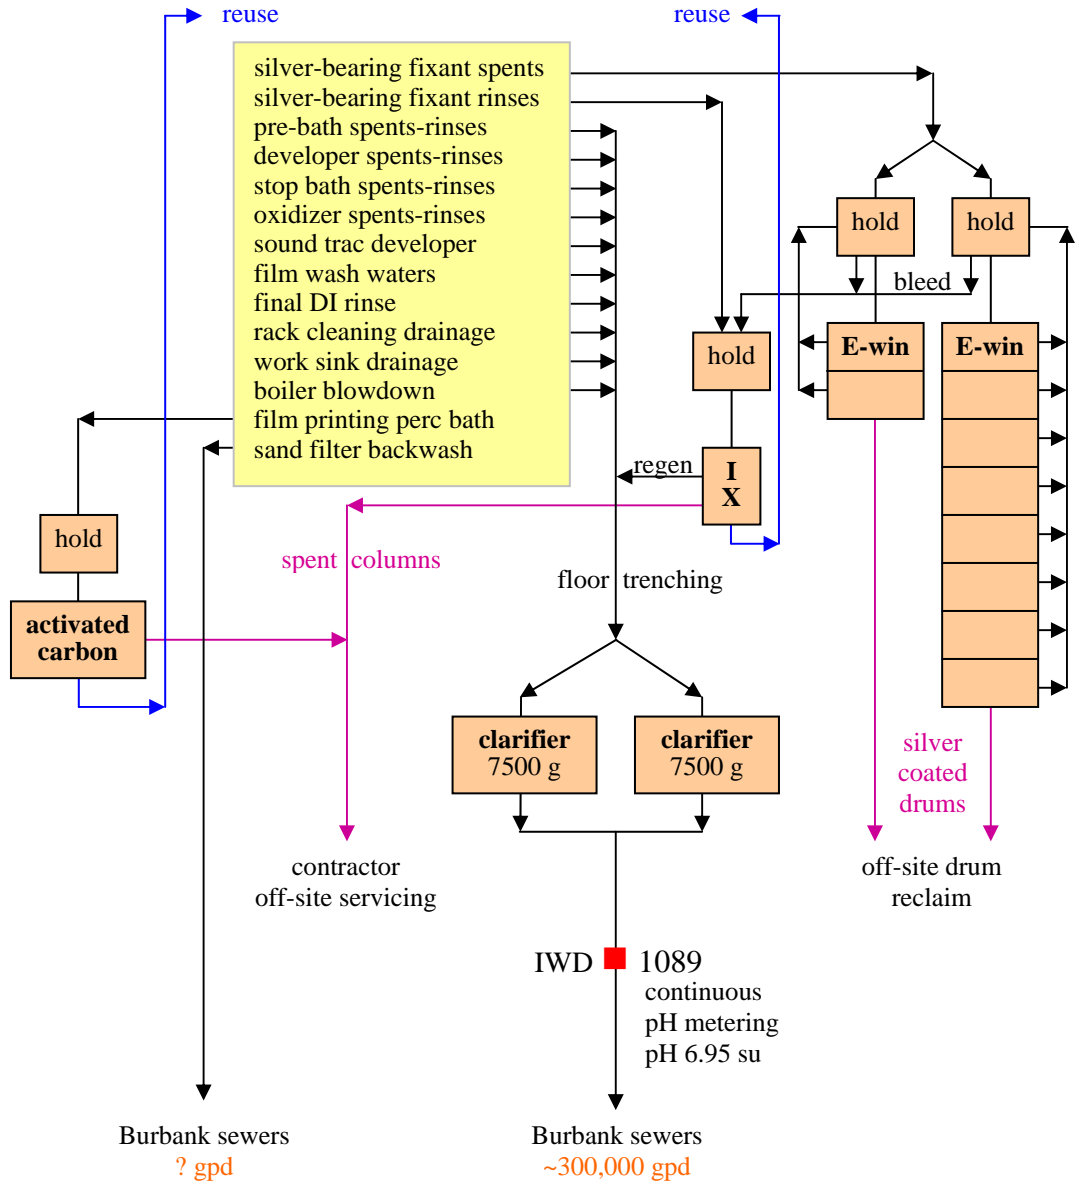 reuse
reuse
silver-bearing fixant spents
silver-bearing fixant rinses
pre-bath spents-rinses
developer spents-rinses
stop bath spents-rinses
oxidizer spents-rinses
sound trac developer
film wash waters
final DI rinse
rack cleaning drainage
work sink drainage
boiler blowdown
film printing perc bath
sand filter backwash
hold
hold
bleed
hold
E-win
E-win
regen
I
X
hold
spent columns
floor trenching
activated
carbon
clarifier
7500 g
clarifier
7500 g
silver
coated
drums
contractor
off-site servicing
off-site drum
reclaim
IWD 1089
continuous
pH metering
pH 6.95 su
Burbank sewers
? gpd
Burbank sewers
~300,000 gpd